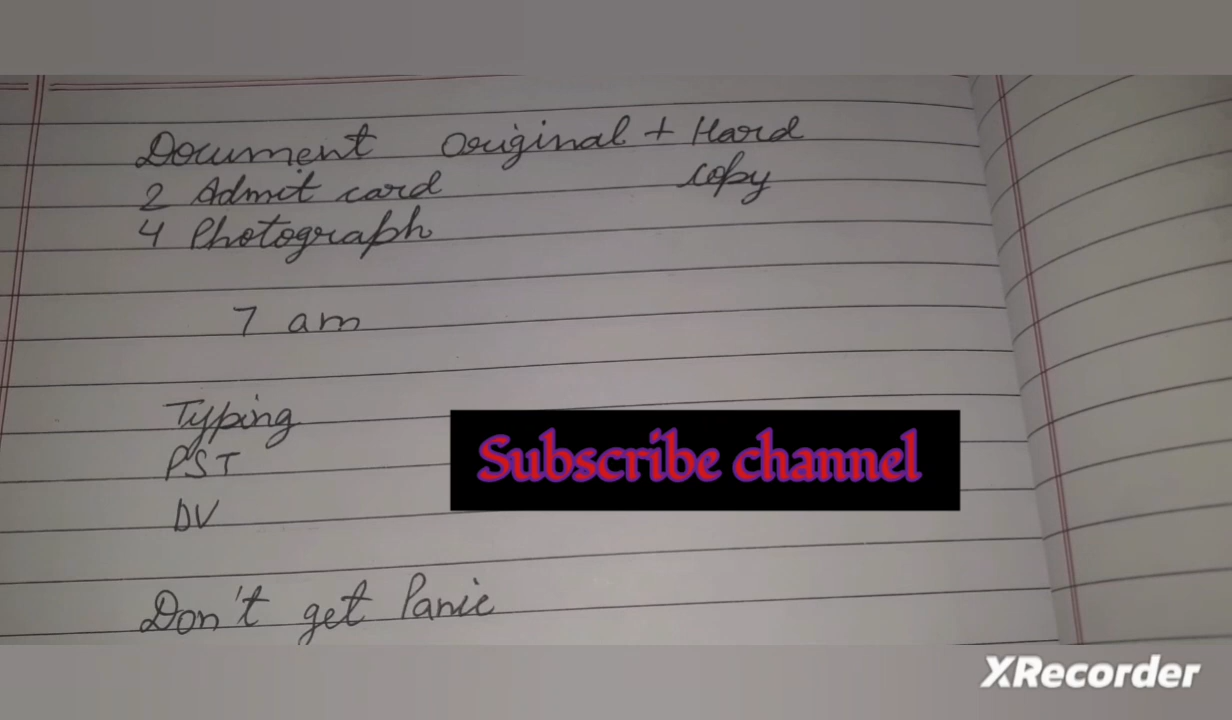 Document Original + Hard
copy
2 Admit card
4 Photograph
7 am
Typing
PST
DV
Subscribe channel
Don't get Panic
XRecorder